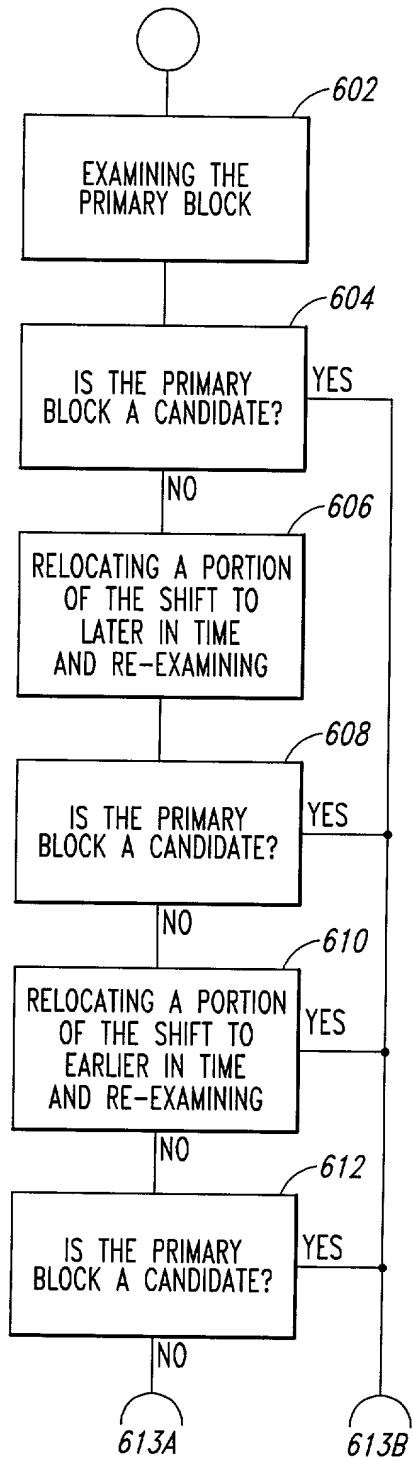 602
EXAMINING THE
PRIMARY BLOCK
604
IS THE PRIMARY
BLOCK A CANDIDATE?
YES
NO
606
RELOCATING A PORTION
OF THE SHIFT TO
LATER IN TIME
AND RE-EXAMINING
608
IS THE PRIMARY
BLOCK A CANDIDATE?
YES
NO
610
RELOCATING A PORTION
OF THE SHIFT TO
EARLIER IN TIME
AND RE-EXAMINING
YES
NO
612
IS THE PRIMARY
BLOCK A CANDIDATE?
YES
NO
613A
613B